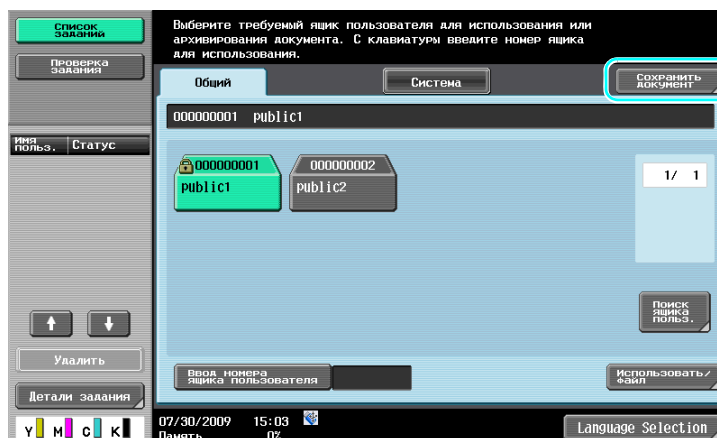 Список
заданий
Проверка
задания
Имя
польз.
Статус
Удалить
Детали задания
Y M C K
Выберите требуемый ящик пользователя для использования или
архивирования документа. С клавиатуры введите номер ящика
для использования.
Общий
Система
Сохранить
документ
000000001 public1
000000001
public1
000000002
public2
1/ 1
Поиск
ящика
польз.
Ввод номера
ящика пользователя
Использовать/
файл
07/30/2009 15:03
Память 0%
Language Selection